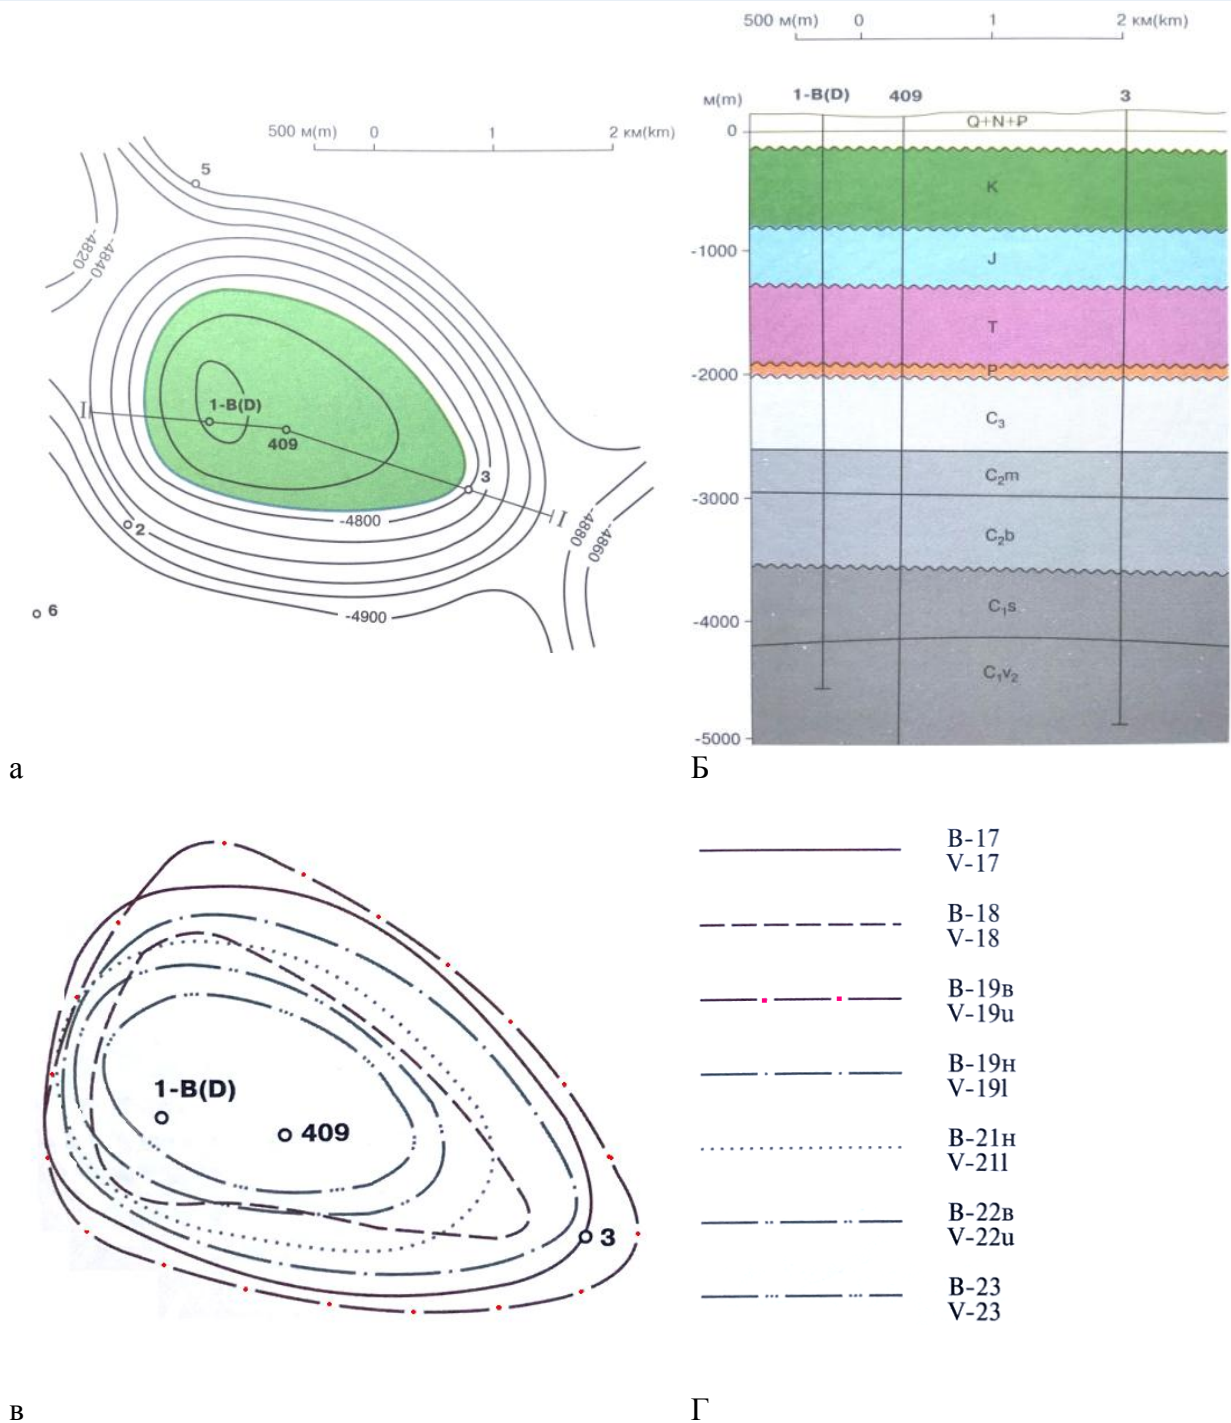 500 м(m) 0 1 2 км(km)
5
-4820
-4840
I
1-В(D)
409
3
I
-4800
2
-4880
-4860
6
-4900
а
500 м(m) 0 1 2 км(km)
м(m) 1-В(D) 409 3
0
Q+N+P
K
-1000
J
T
-2000
P
C₃
C₂m
-3000
C₂b
C₁s
-4000
C₁v₂
-5000
Б
1-В(D)
409
3
в
В-17
V-17
В-18
V-18
В-19в
V-19u
В-19н
V-19l
В-21н
V-21l
В-22в
V-22u
В-23
V-23
Г